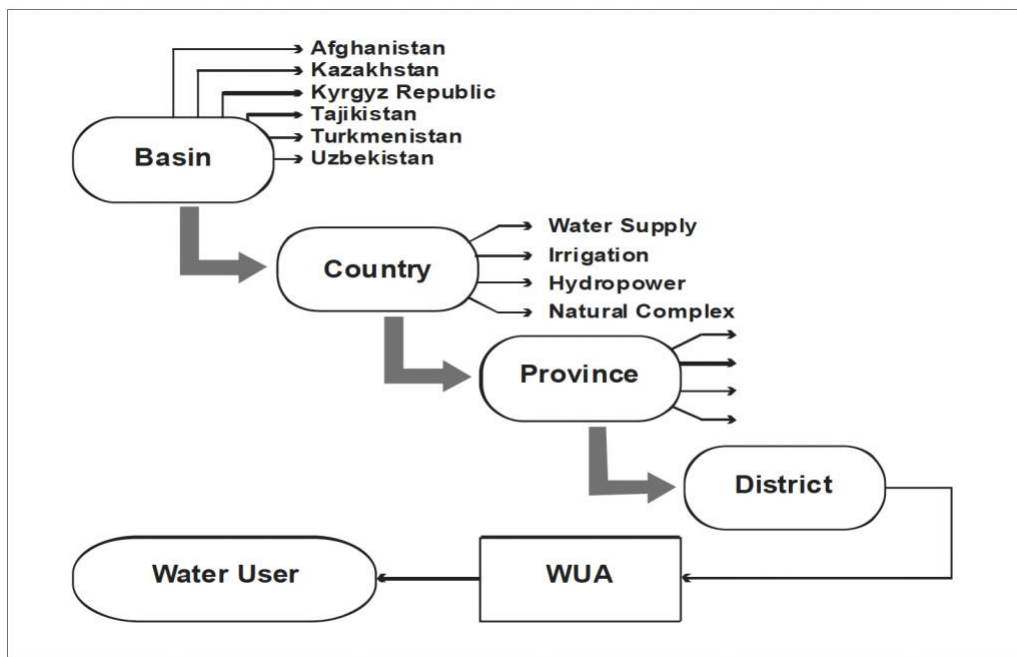 Afghanistan
Kazakhstan
Kyrgyz Republic
Tajikistan
Turkmenistan
Uzbekistan
Basin
Water Supply
Irrigation
Hydropower
Natural Complex
Country
Province
District
Water User
WUA